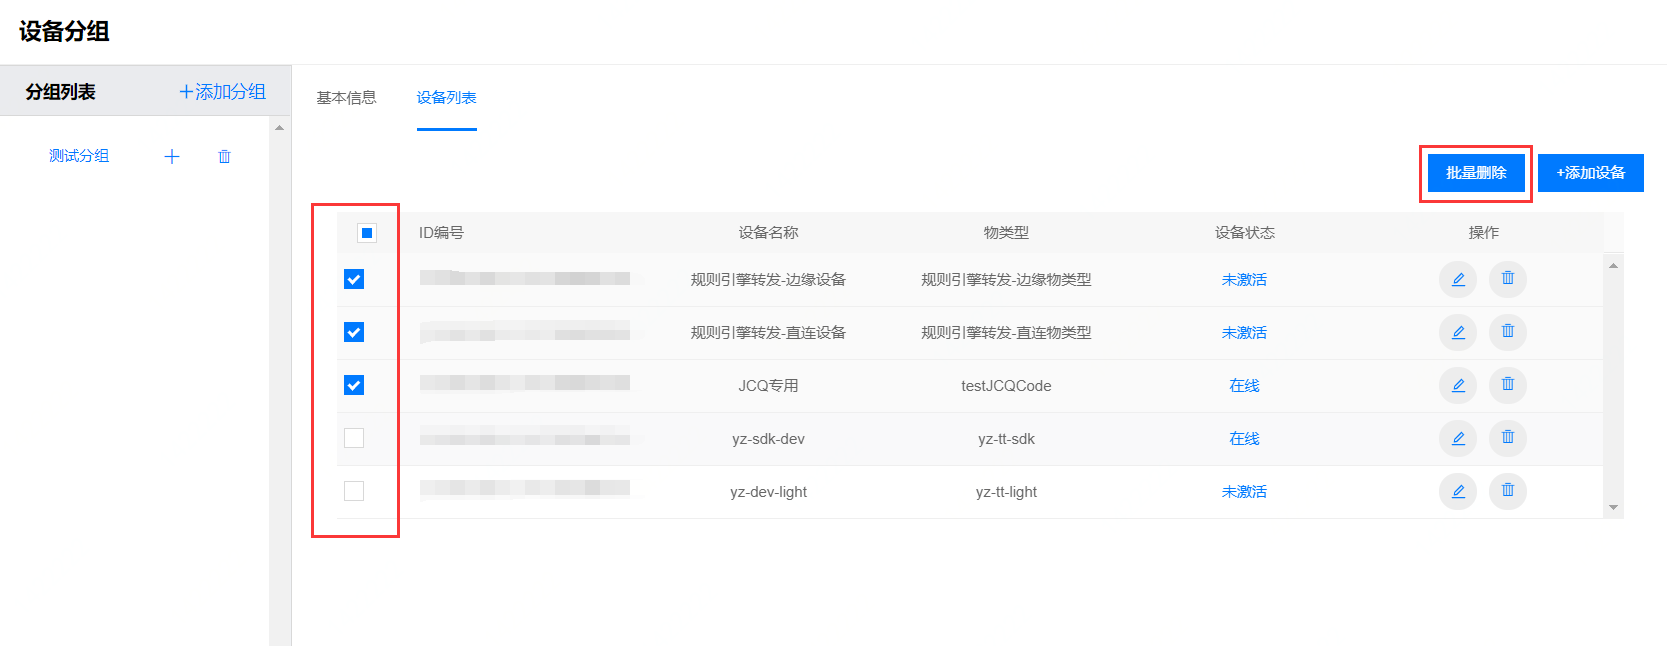 设备分组
分组列表 +添加分组
测试分组
基本信息 设备列表
批量删除 +添加设备
ID编号 设备名称 物类型 设备状态 操作
规则引擎转发-边缘设备 规则引擎转发-边缘物类型 未激活
规则引擎转发-直连设备 规则引擎转发-直连物类型 未激活
JCQ专用 testJCQCode 在线
yz-sdk-dev yz-tt-sdk 在线
yz-dev-light yz-tt-light 未激活